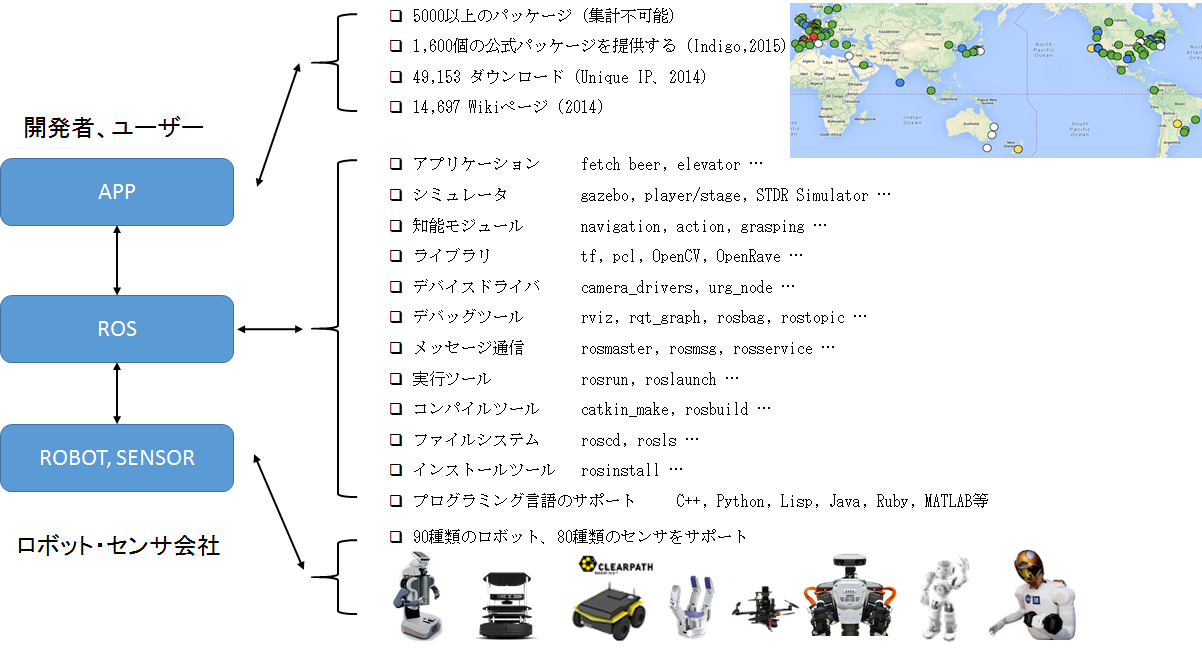 5000以上のパッケージ (集計不可能)
1,600個の公式パッケージを提供する (Indigo,2015)
49,153 ダウンロード (Unique IP、2014)
14,697 Wikiページ (2014)
開発者、ユーザー
APP
ROS
ROBOT, SENSOR
ロボット・センサ会社
アプリケーション fetch beer, elevator …
シミュレータ gazebo, player/stage, STDR Simulator …
知能モジュール navigation, action, grasping …
ライブラリ tf, pcl, OpenCV, OpenRave …
デバイスドライバ camera_drivers, urg_node …
デバッグツール rviz, rqt_graph, rosbag, rostopic …
メッセージ通信 rosmaster, rosmsg, rosservice …
実行ツール rosrun, roslaunch …
コンパイルツール catkin_make, rosbuild …
ファイルシステム roscd, rosls …
インストールツール rosinstall …
プログラミング言語のサポート C++, Python, Lisp, Java, Ruby, MATLAB等
90種類のロボット、80種類のセンサをサポート
CLEARPATH
North
Pacific
Ocean
South
Pacific
Ocean
Indian
Ocean
Australia